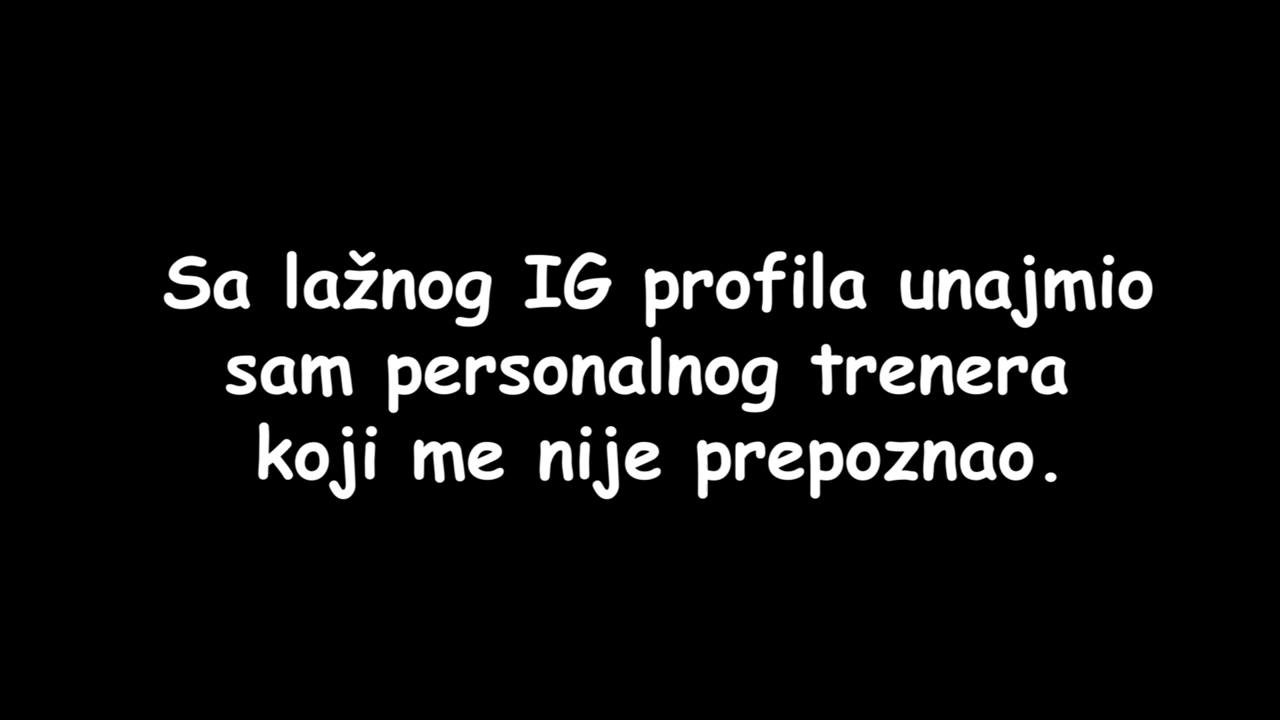 Sa lažnog IG profila unajmio
sam personalnog trenera
koji me nije prepoznao.